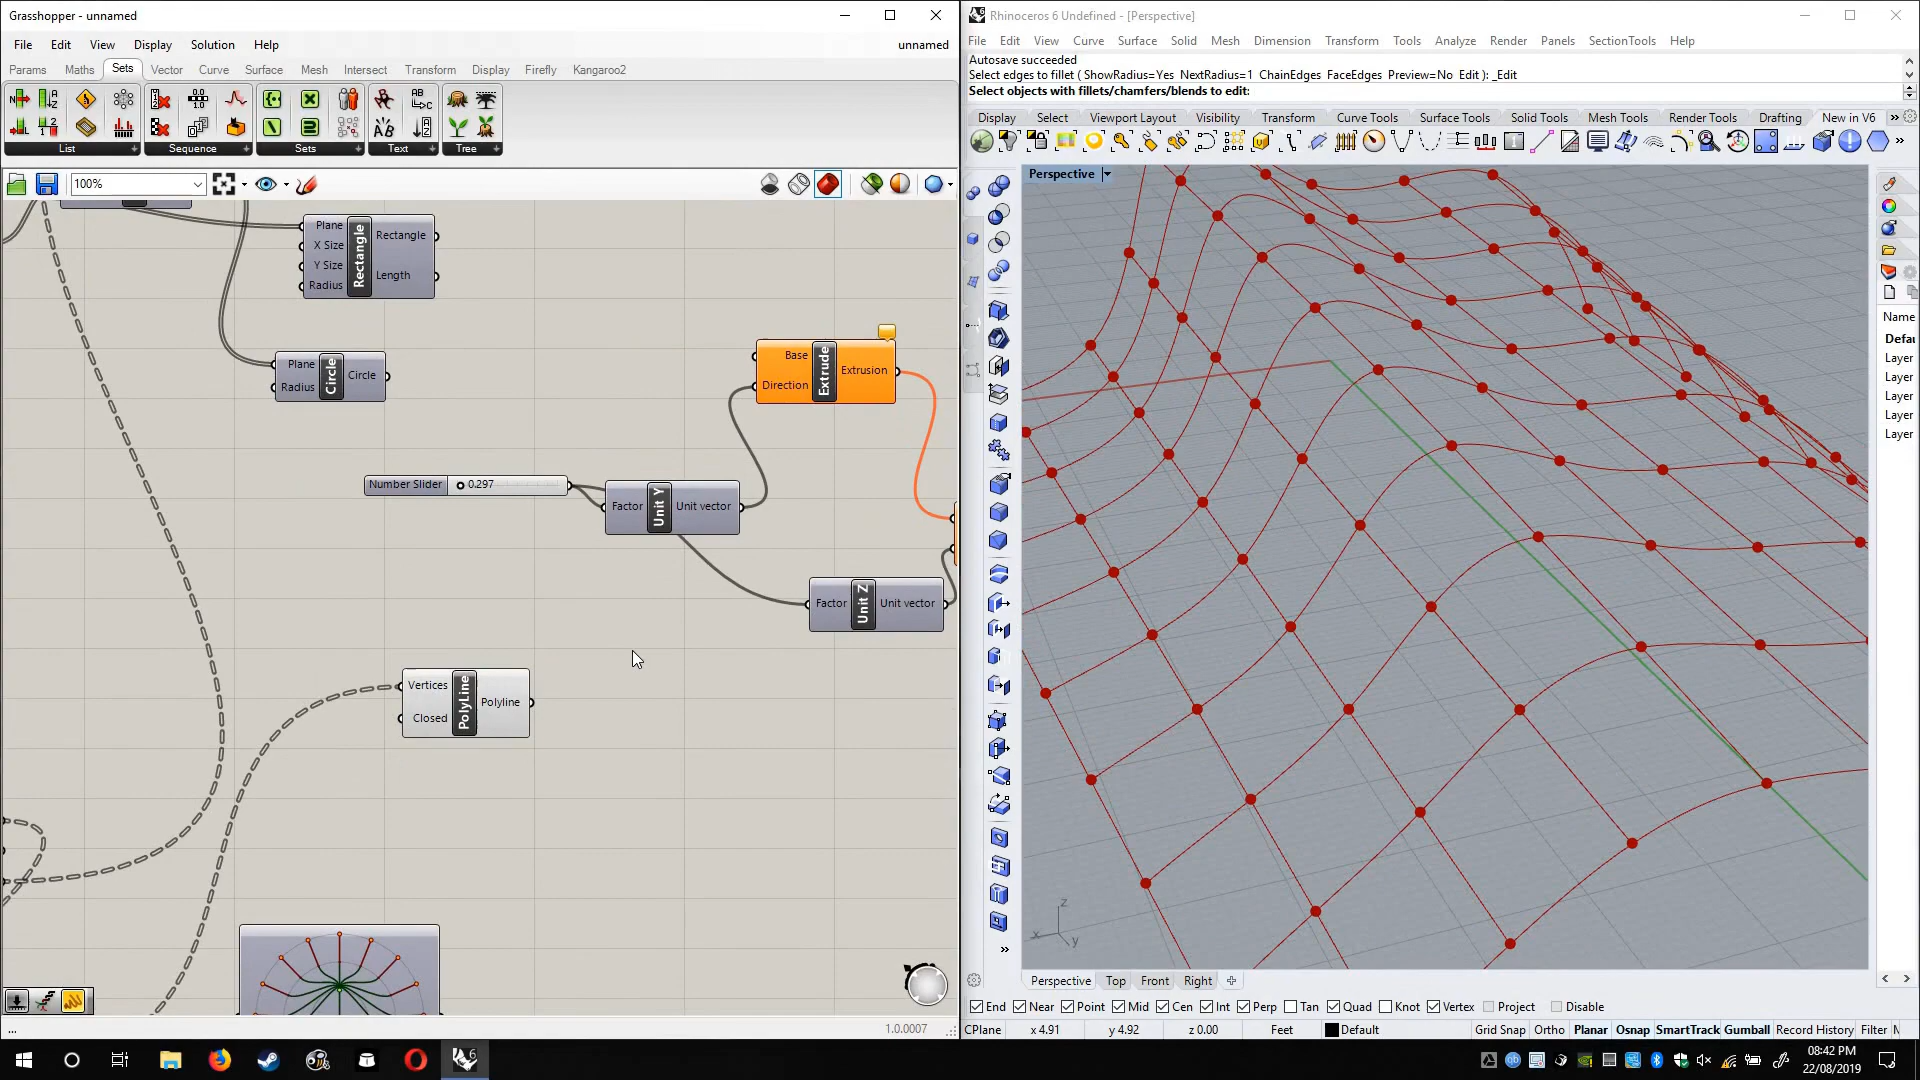 Grasshopper - unnamed
File Edit View Display Solution Help
unnamed
Params Maths Sets Vector Curve Surface Mesh Intersect Transform Display Firefly Kangaroo2
List Sequence Sets Text Tree
100%
Plane
X Size
Y Size
Radius
Rectangle
Rectangle
Length
Plane
Radius
Circle
Circle
Base
Direction
Extrude
Extrusion
Number Slider 0.297
Factor Unit Y Unit vector
Factor Unit Z Unit vector
Vertices
Closed
PolyLine
Polyline
...
1.0.0007
Rhinoceros 6 Undefined - [Perspective]
File Edit View Curve Surface Solid Mesh Dimension Transform Tools Analyze Render Panels SectionTools Help
Autosave succeeded
Select edges to fillet ( ShowRadius=Yes NextRadius=1 ChainEdges FaceEdges Preview=No Edit ): _Edit
Select objects with fillets/chamfers/blends to edit:
Display Select Viewport Layout Visibility Transform Curve Tools Surface Tools Solid Tools Mesh Tools Render Tools Drafting New in V6
Perspective
z
x
y
Name
Defau
Layer
Layer
Layer
Layer
Layer
Perspective Top Front Right
End Near Point Mid Cen Int Perp Tan Quad Knot Vertex Project Disable
CPlane x 4.91 y 4.92 z 0.00 Feet Default Grid Snap Ortho Planar Osnap SmartTrack Gumball Record History Filter
08:42 PM
22/08/2019